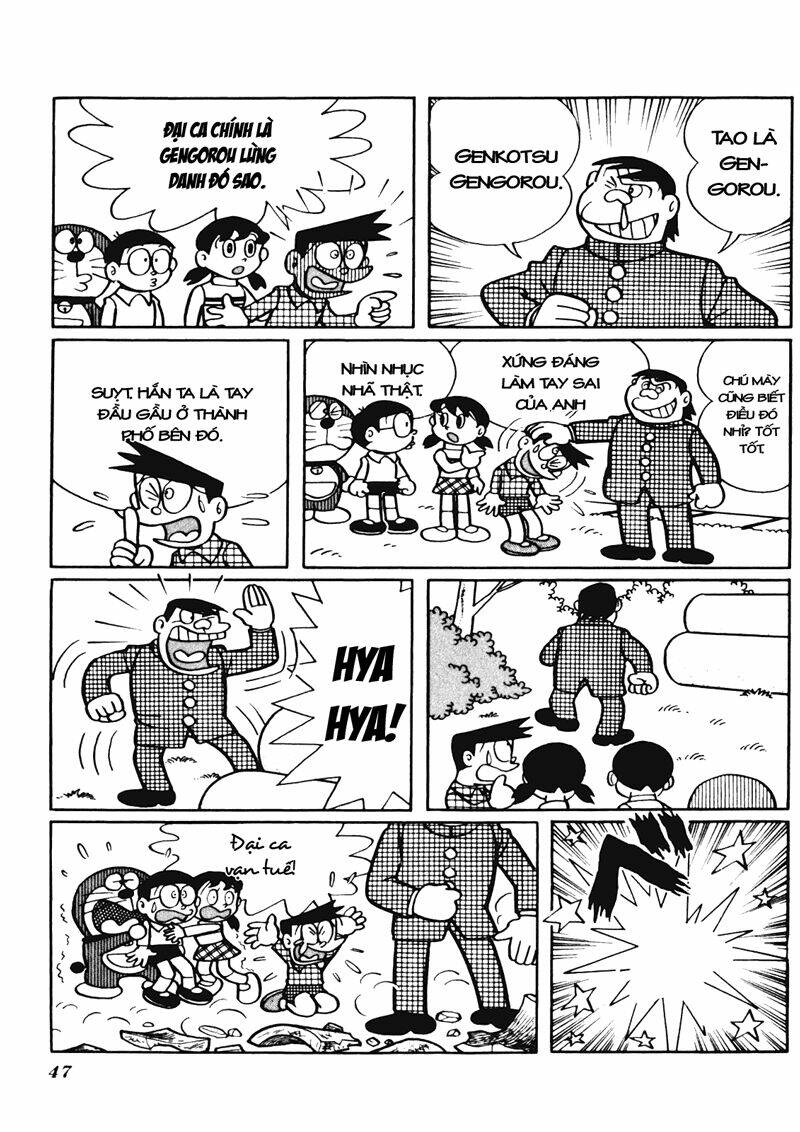 ĐẠI CA CHÍNH LÀ
GENGOROU LỪNG
DANH ĐÓ SAO.
GENKOTSU
GENGOROU.
TAO LÀ
GEN-
GOROU.
SUỴT. HẮN TA LÀ TAY
ĐẦU GẦU Ở THÀNH
PHỐ BÊN ĐÓ.
NHÌN NHỤC
NHÃ THẬT.
XỨNG ĐÁNG
LÀM TAY SAI
CỦA ANH
CHÚ MÀY
CŨNG BIẾT
ĐIỀU ĐÓ
NHỈ? TỐT
TỐT.
HYA
HYA!
Đại ca
vạn tuế!
ベ
47